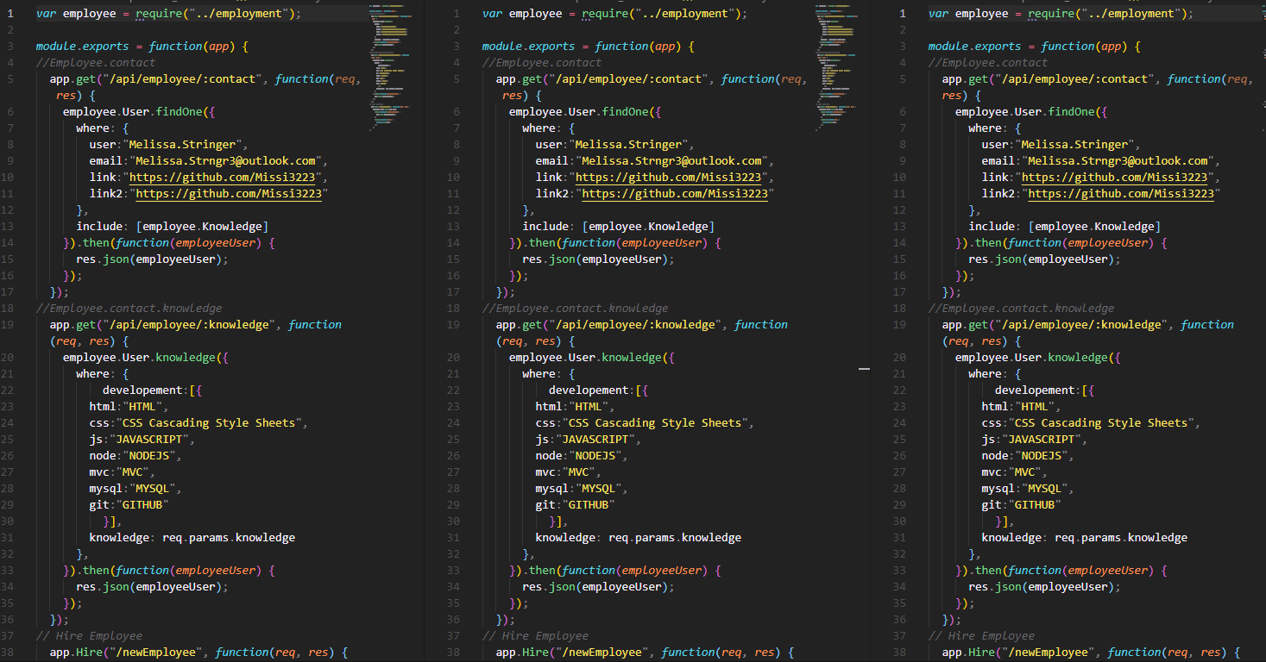 1 var employee = require("../employment");
2
3 module.exports = function(app) {
4 //Employee.contact
5 app.get("/api/employee/:contact", function(req,
res) {
6 employee.User.findOne({
7 where: {
8 user:"Melissa.Stringer",
9 email:"Melissa.Strngr3@outlook.com",
10 link:"https://github.com/Missi3223",
11 link2:"https://github.com/Missi3223"
12 },
13 include: [employee.Knowledge]
14 }).then(function(employeeUser) {
15 res.json(employeeUser);
16 });
17 });
18 //Employee.contact.knowledge
19 app.get("/api/employee/:knowledge", function
(req, res) {
20 employee.User.knowledge({
21 where: {
22 developement:[{
23 html:"HTML",
24 css:"CSS Cascading Style Sheets",
25 js:"JAVASCRIPT",
26 node:"NODEJS",
27 mvc:"MVC",
28 mysql:"MYSQL",
29 git:"GITHUB"
30 }],
31 knowledge: req.params.knowledge
32 },
33 }).then(function(employeeUser) {
34 res.json(employeeUser);
35 });
36 });
37 // Hire Employee
38 app.Hire("/newEmployee", function(req, res) {
1 var employee = require("../employment");
2
3 module.exports = function(app) {
4 //Employee.contact
5 app.get("/api/employee/:contact", function(req,
res) {
6 employee.User.findOne({
7 where: {
8 user:"Melissa.Stringer",
9 email:"Melissa.Strngr3@outlook.com",
10 link:"https://github.com/Missi3223",
11 link2:"https://github.com/Missi3223"
12 },
13 include: [employee.Knowledge]
14 }).then(function(employeeUser) {
15 res.json(employeeUser);
16 });
17 });
18 //Employee.contact.knowledge
19 app.get("/api/employee/:knowledge", function
(req, res) {
20 employee.User.knowledge({
21 where: {
22 developement:[{
23 html:"HTML",
24 css:"CSS Cascading Style Sheets",
25 js:"JAVASCRIPT",
26 node:"NODEJS",
27 mvc:"MVC",
28 mysql:"MYSQL",
29 git:"GITHUB"
30 }],
31 knowledge: req.params.knowledge
32 },
33 }).then(function(employeeUser) {
34 res.json(employeeUser);
35 });
36 });
37 // Hire Employee
38 app.Hire("/newEmployee", function(req, res) {
1 var employee = require("../employment");
2
3 module.exports = function(app) {
4 //Employee.contact
5 app.get("/api/employee/:contact", function(req,
res) {
6 employee.User.findOne({
7 where: {
8 user:"Melissa.Stringer",
9 email:"Melissa.Strngr3@outlook.com",
10 link:"https://github.com/Missi3223",
11 link2:"https://github.com/Missi3223"
12 },
13 include: [employee.Knowledge]
14 }).then(function(employeeUser) {
15 res.json(employeeUser);
16 });
17 });
18 //Employee.contact.knowledge
19 app.get("/api/employee/:knowledge", function
(req, res) {
20 employee.User.knowledge({
21 where: {
22 developement:[{
23 html:"HTML",
24 css:"CSS Cascading Style Sheets",
25 js:"JAVASCRIPT",
26 node:"NODEJS",
27 mvc:"MVC",
28 mysql:"MYSQL",
29 git:"GITHUB"
30 }],
31 knowledge: req.params.knowledge
32 },
33 }).then(function(employeeUser) {
34 res.json(employeeUser);
35 });
36 });
37 // Hire Employee
38 app.Hire("/newEmployee", function(req, res) {